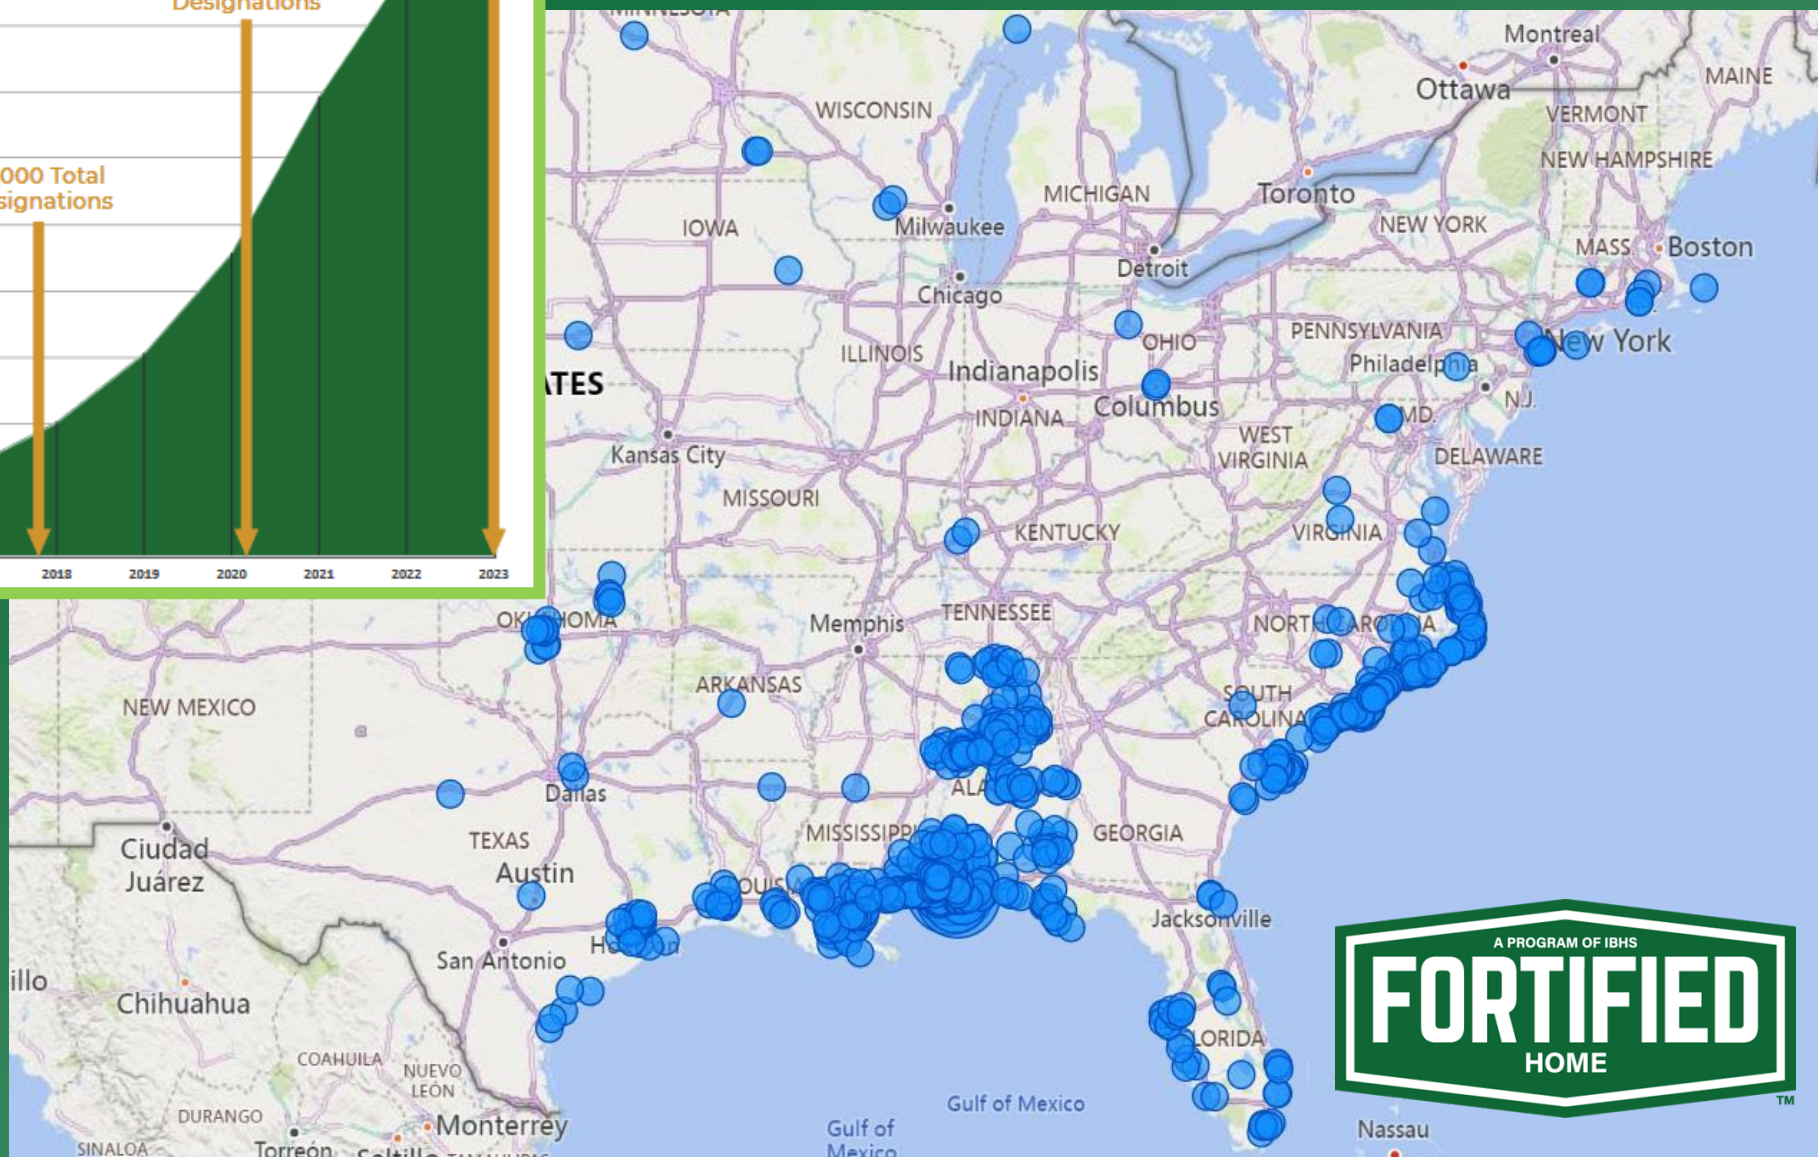 Designations
000 Total
signations
2018
2019
2020
2021
2022
2023
MINNESOTA
WISCONSIN
MICHIGAN
Montreal
Ottawa
MAINE
VERMONT
NEW HAMPSHIRE
Toronto
NEW YORK
IOWA
Milwaukee
MASS.
Boston
Detroit
Chicago
PENNSYLVANIA
OHIO
New York
ILLINOIS
Philadelphia
Indianapolis
ATES
N.J.
Columbus
INDIANA
MD.
WEST
VIRGINIA
Kansas City
DELAWARE
MISSOURI
KENTUCKY
VIRGINIA
OKLAHOMA
Memphis
TENNESSEE
NORTH CAROLINA
ARKANSAS
SOUTH
CAROLINA
NEW MEXICO
Dallas
ALA
MISSISSIPPI
GEORGIA
TEXAS
Ciudad
Juárez
Austin
LOUISIA
Jacksonville
Houston
San Antonio
illo
Chihuahua
FLORIDA
COAHUILA
NUEVO
LEÓN
Gulf of Mexico
DURANGO
Monterrey
Gulf of
Mexico
Nassau
SINALOA
Torreón
Saltillo
TAMAULIPAS
A PROGRAM OF IBHS
FORTIFIED
HOME
TM